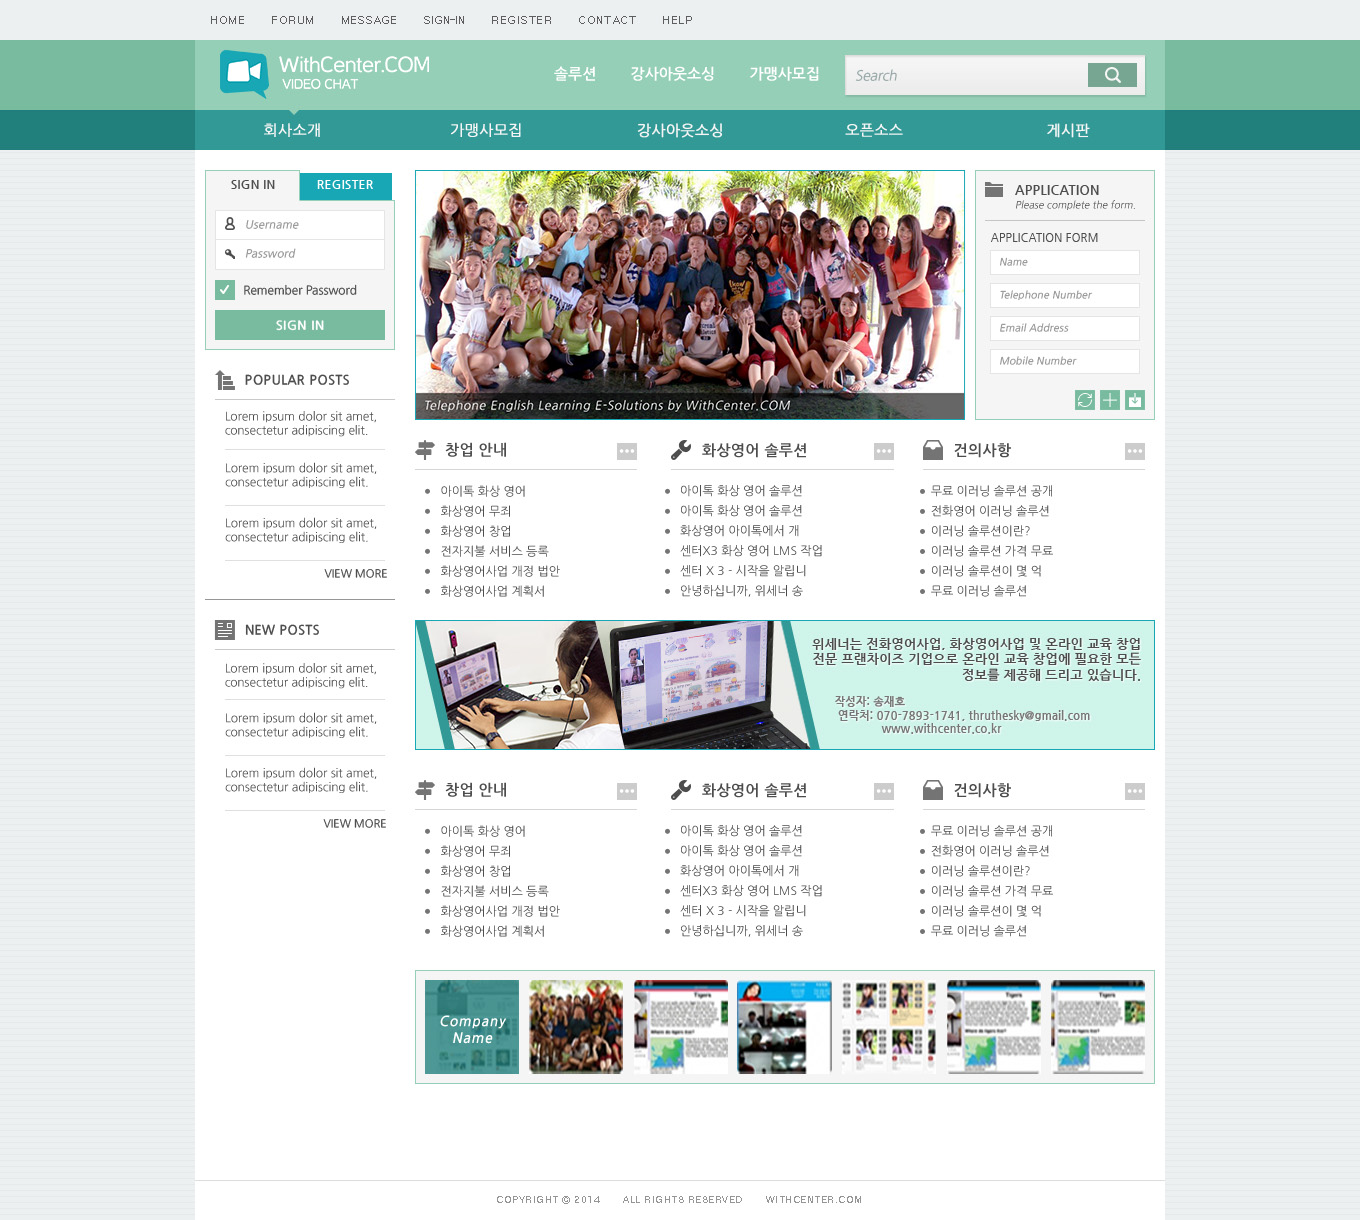 HOME FORUM MESSAGE SIGN-IN REGISTER CONTACT HELP
WithCenter.COM
VIDEO CHAT
솔루션 강사아웃소싱 가맹사모집
Search
회사소개 가맹사모집 강사아웃소싱 오픈소스 게시판
SIGN IN REGISTER
Username
Password
Remember Password
SIGN IN
POPULAR POSTS
Lorem ipsum dolor sit amet,
consectetur adipiscing elit.
Lorem ipsum dolor sit amet,
consectetur adipiscing elit.
Lorem ipsum dolor sit amet,
consectetur adipiscing elit.
VIEW MORE
NEW POSTS
Lorem ipsum dolor sit amet,
consectetur adipiscing elit.
Lorem ipsum dolor sit amet,
consectetur adipiscing elit.
Lorem ipsum dolor sit amet,
consectetur adipiscing elit.
VIEW MORE
Telephone English Learning E-Solutions by WithCenter.COM
APPLICATION
Please complete the form.
APPLICATION FORM
Name
Telephone Number
Email Address
Mobile Number
창업 안내
아이톡 화상 영어
화상영어 무죄
화상영어 창업
전자지불 서비스 등록
화상영어사업 개정 법안
화상영어사업 계획서
화상영어 솔루션
아이톡 화상 영어 솔루션
아이톡 화상 영어 솔루션
화상영어 아이톡에서 개
센터X3 화상 영어 LMS 작업
센터 X 3 - 시작을 알립니
안녕하십니까, 위세너 송
건의사항
무료 이러닝 솔루션 공개
전화영어 이러닝 솔루션
이러닝 솔루션이란?
이러닝 솔루션 가격 무료
이러닝 솔루션이 몇 억
무료 이러닝 솔루션
위세너는 전화영어사업, 화상영어사업 및 온라인 교육 창업
전문 프랜차이즈 기업으로 온라인 교육 창업에 필요한 모든
정보를 제공해 드리고 있습니다.
작성자: 송재호
연락처: 070-7893-1741, thruthesky@gmail.com
www.withcenter.co.kr
창업 안내
아이톡 화상 영어
화상영어 무죄
화상영어 창업
전자지불 서비스 등록
화상영어사업 개정 법안
화상영어사업 계획서
화상영어 솔루션
아이톡 화상 영어 솔루션
아이톡 화상 영어 솔루션
화상영어 아이톡에서 개
센터X3 화상 영어 LMS 작업
센터 X 3 - 시작을 알립니
안녕하십니까, 위세너 송
건의사항
무료 이러닝 솔루션 공개
전화영어 이러닝 솔루션
이러닝 솔루션이란?
이러닝 솔루션 가격 무료
이러닝 솔루션이 몇 억
무료 이러닝 솔루션
Company
Name
Tigers
Where do tigers live?
Tigers
Where do tigers live?
Tigers
Where do tigers live?
COPYRIGHT © 2014 ALL RIGHTS RESERVED WITHCENTER.COM